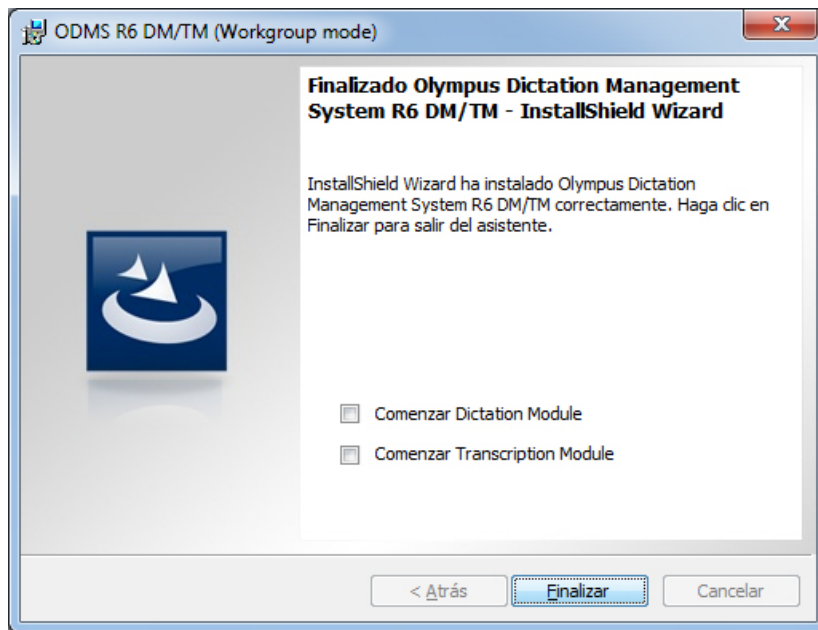 ODMS R6 DM/TM (Workgroup mode)
Finalizado Olympus Dictation Management
System R6 DM/TM - InstallShield Wizard
InstallShield Wizard ha instalado Olympus Dictation
Management System R6 DM/TM correctamente. Haga clic en
Finalizar para salir del asistente.
Comenzar Dictation Module
Comenzar Transcription Module
< Atrás
Finalizar
Cancelar